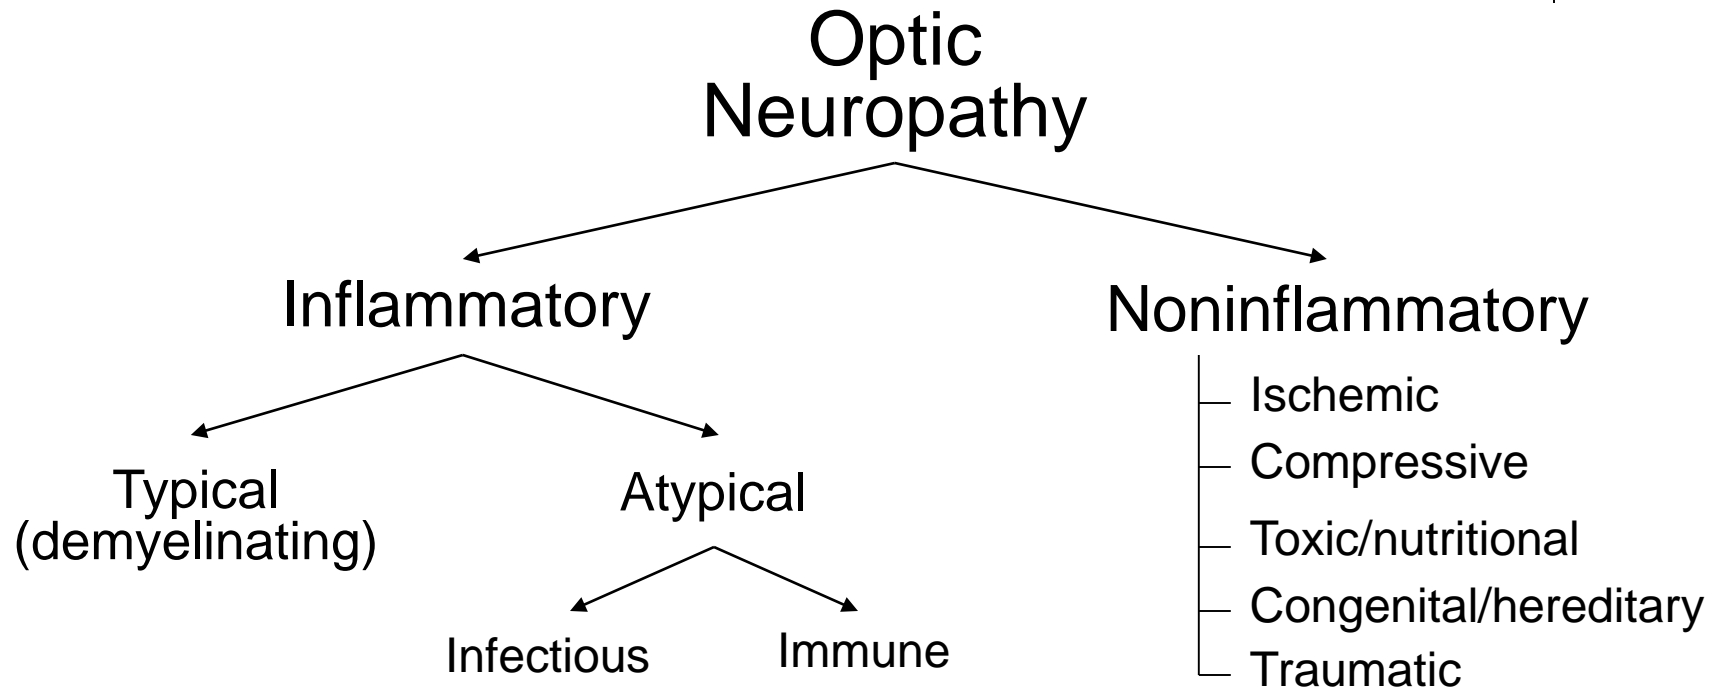 Optic
Neuropathy
Inflammatory
Noninflammatory
Typical
(demyelinating)
Atypical
Infectious
Immune
Ischemic
Compressive
Toxic/nutritional
Congenital/hereditary
Traumatic